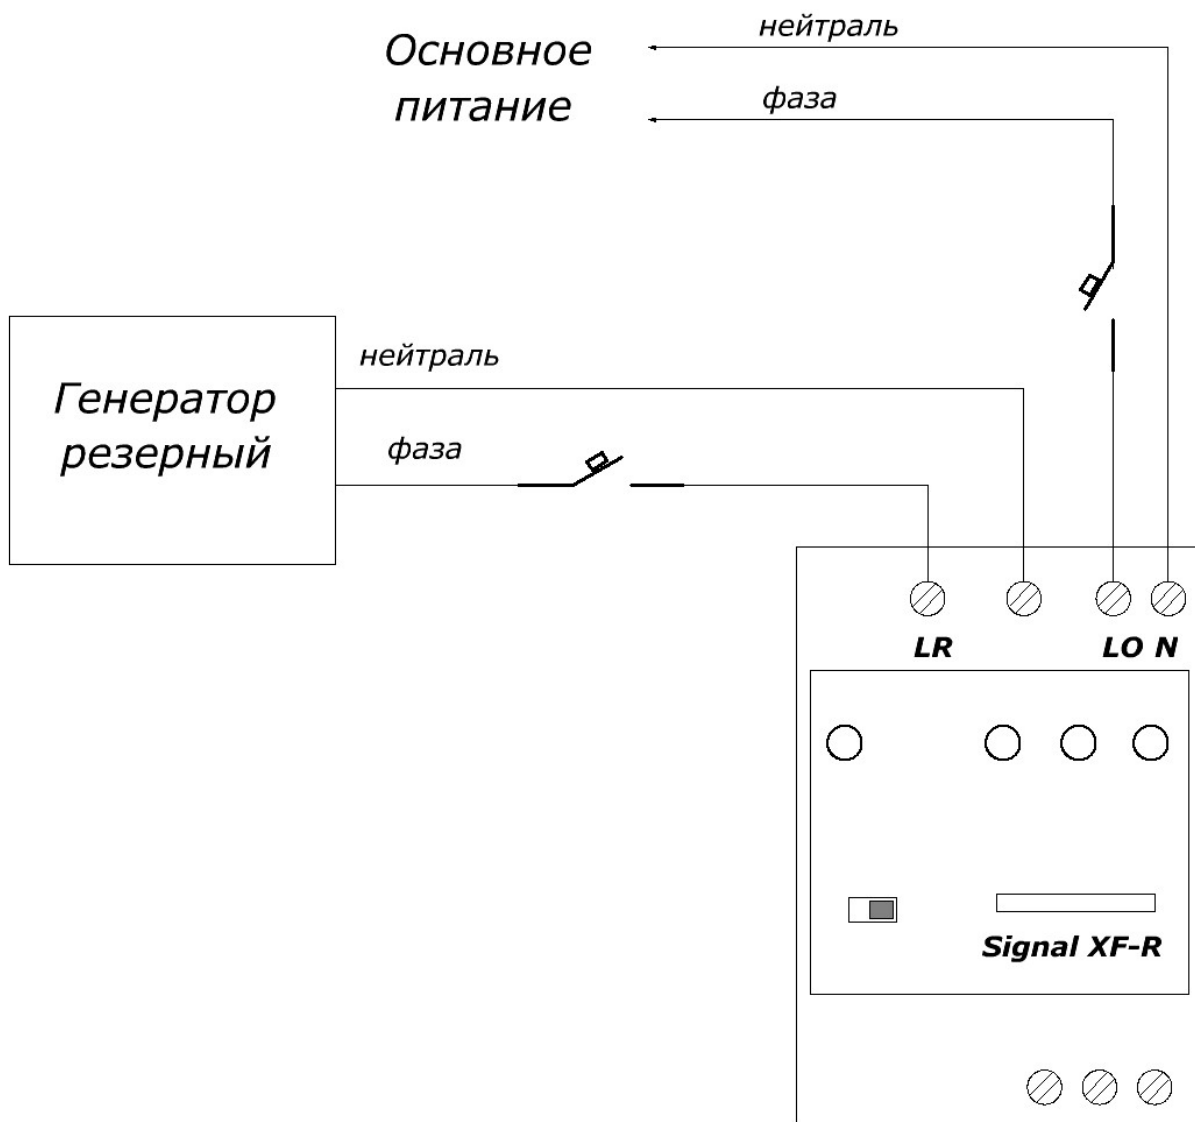 нейтраль
Основное
питание
фаза
нейтраль
Генератор
резерный
фаза
LR
LO N
Signal XF-R